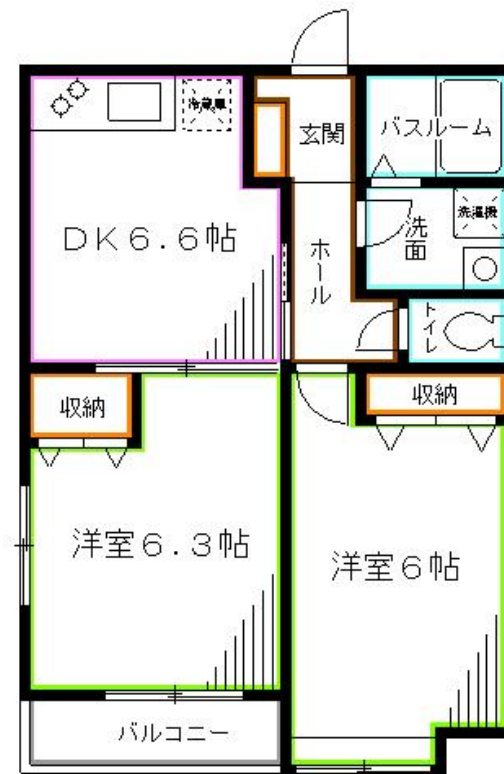 冷蔵庫
玄関
バスルーム
DK6.6帖
ホール
洗面
洗濯機
トイレ
収納
収納
洋室6.3帖
洋室6帖
バルコニー